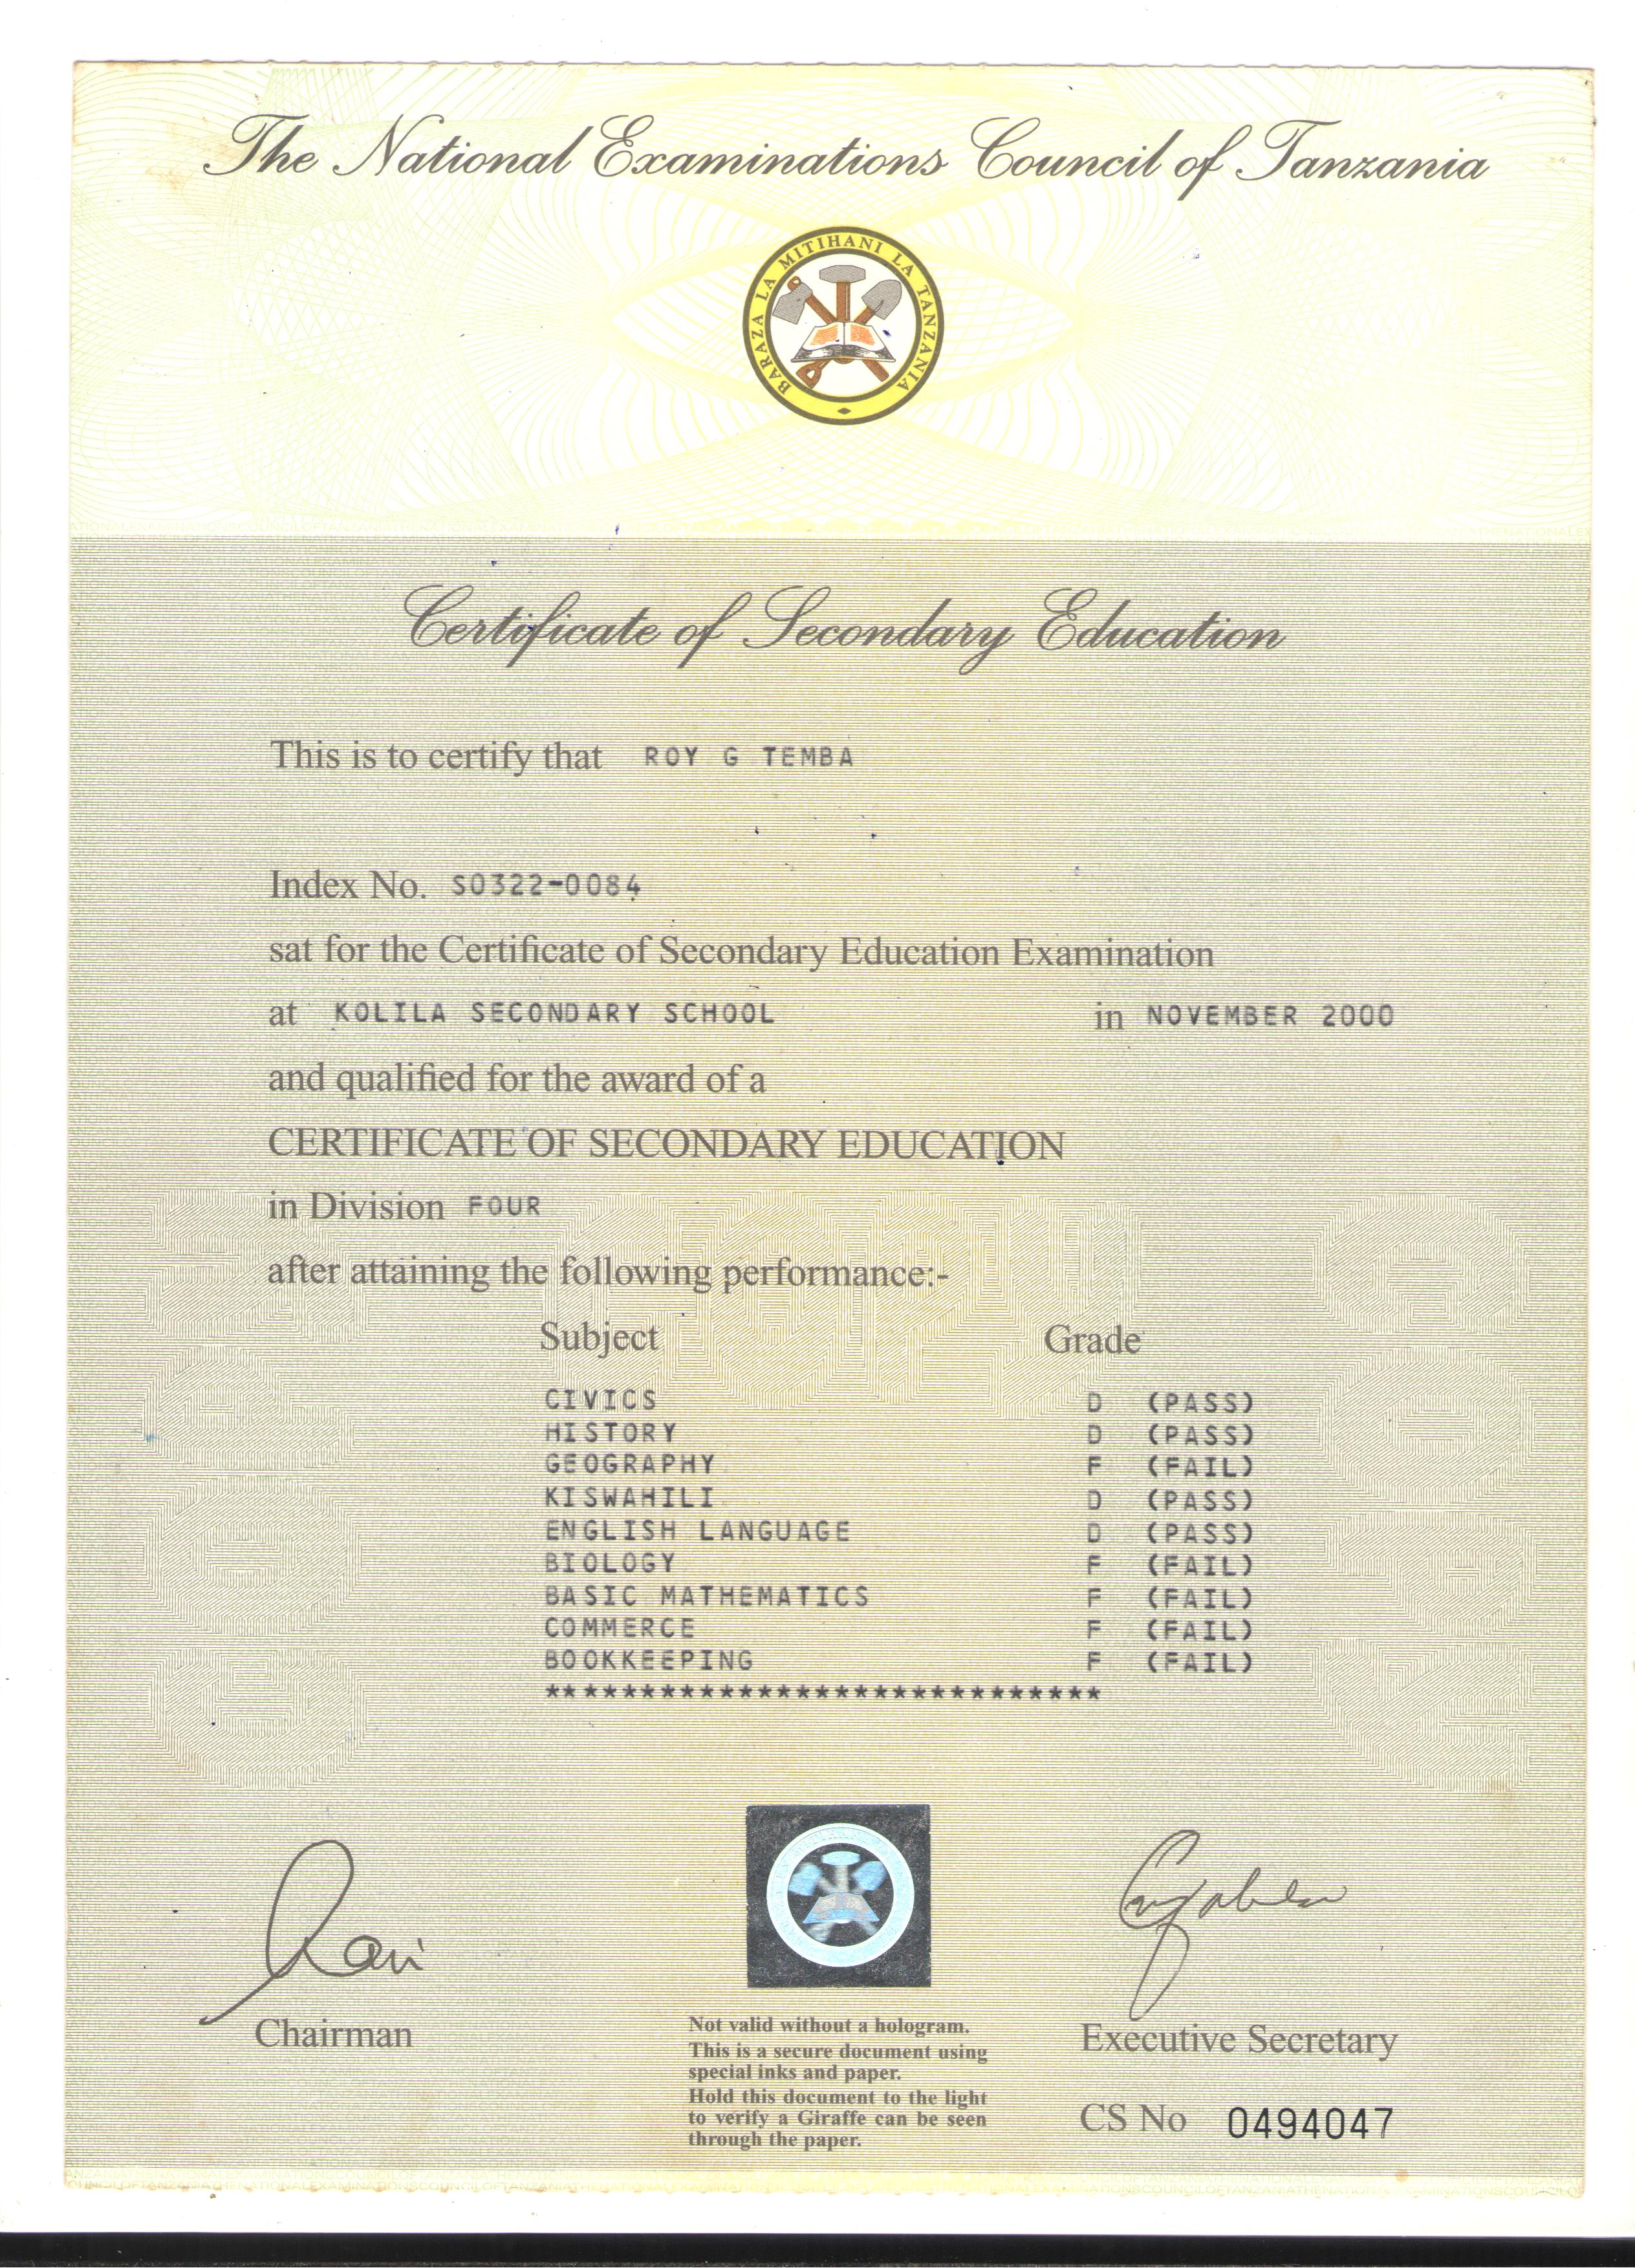 The National Examinations Council of Tanzania
BARAZA LA MITIHANI LA TANZANIA
Certificate of Secondary Education
This is to certify that ROY G TEMBA
Index No. S0322-0084
sat for the Certificate of Secondary Education Examination
at KOLILA SECONDARY SCHOOL in NOVEMBER 2000
and qualified for the award of a
CERTIFICATE OF SECONDARY EDUCATION
in Division FOUR
after attaining the following performance:-
Subject Grade
CIVICS D (PASS)
HISTORY D (PASS)
GEOGRAPHY F (FAIL)
KISWAHILI D (PASS)
ENGLISH LANGUAGE D (PASS)
BIOLOGY F (FAIL)
BASIC MATHEMATICS F (FAIL)
COMMERCE F (FAIL)
BOOKKEEPING F (FAIL)
*****************************
Chairman
Not valid without a hologram.
This is a secure document using
special inks and paper.
Hold this document to the light
to verify a Giraffe can be seen
through the paper.
Executive Secretary
CS No 0494047